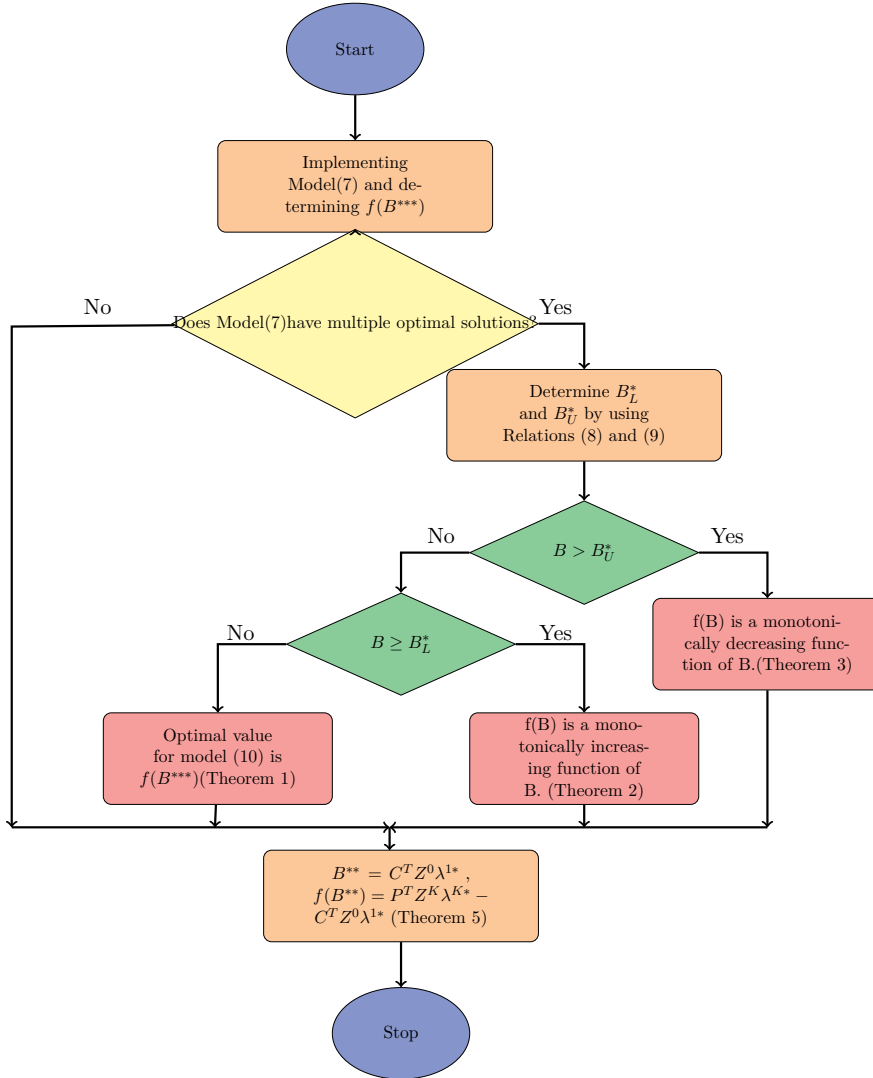 Start
Implementing
Model(7) and de-
termining f(B***)
No
Does Model(7)have multiple optimal solutions?
Yes
Determine B*_L
and B*_U by using
Relations (8) and (9)
No
B > B*_U
Yes
No
B ≥ B*_L
Yes
f(B) is a monotoni-
cally decreasing func-
tion of B.(Theorem 3)
Optimal value
for model (10) is
f(B***)(Theorem 1)
f(B) is a mono-
tonically increas-
ing function of
B. (Theorem 2)
B** = C^T Z^0 λ^{1*} ,
f(B**) = P^T Z^K λ^{K*} −
C^T Z^0 λ^{1*} (Theorem 5)
Stop